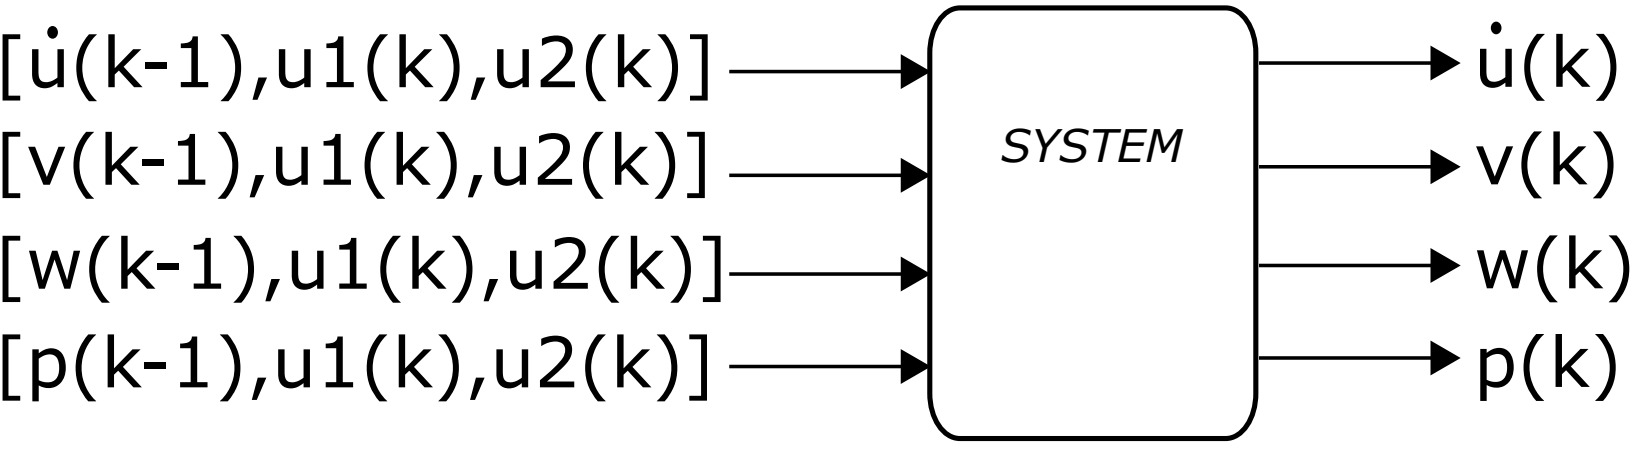 [u̇(k-1),u1(k),u2(k)] SYSTEM u̇(k)
[v(k-1),u1(k),u2(k)] v(k)
[w(k-1),u1(k),u2(k)] w(k)
[p(k-1),u1(k),u2(k)] p(k)